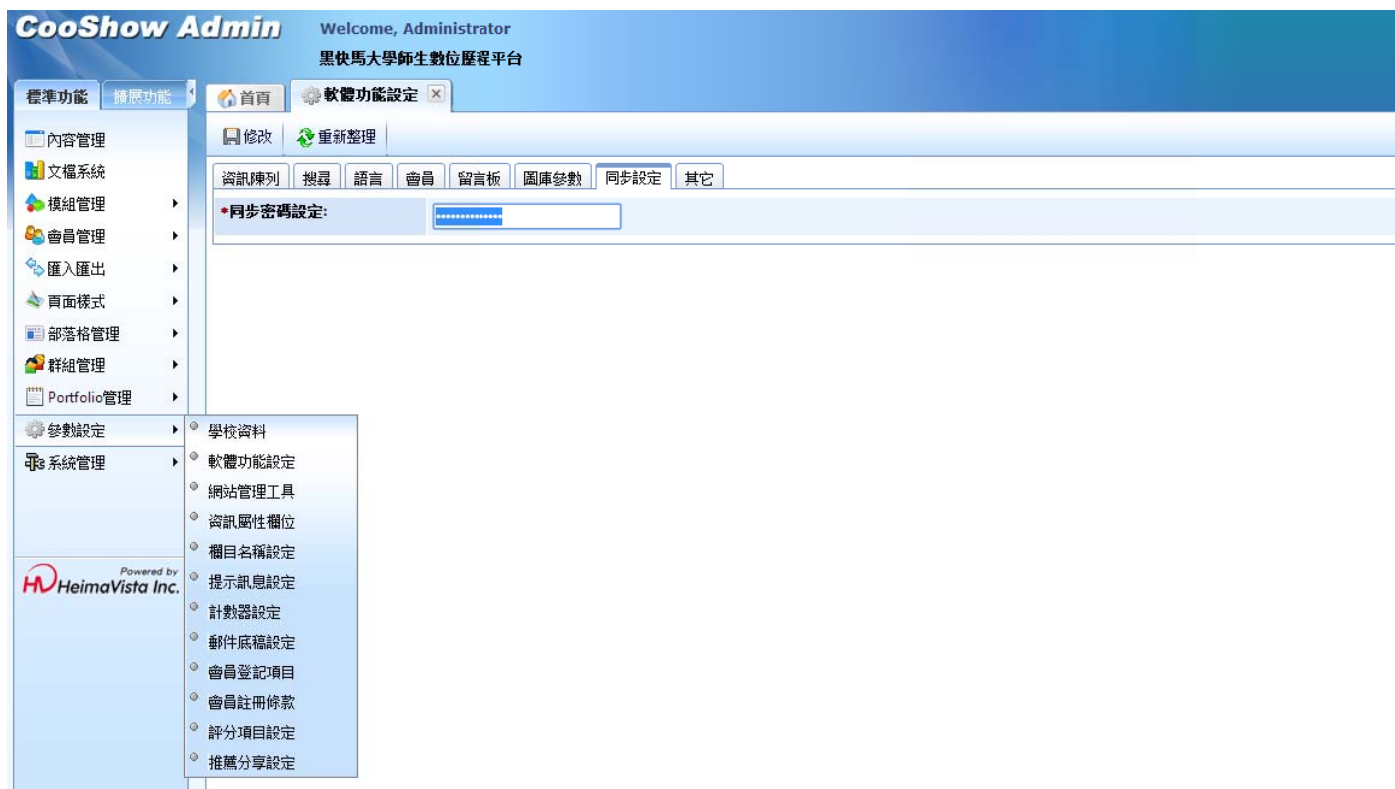 CooShow Admin
Welcome, Administrator
黑快馬大學師生數位歷程平台
標準功能
擴展功能
首頁
軟體功能設定
修改
重新整理
資訊陳列
搜尋
語言
會員
留言板
圖庫參數
同步設定
其它
*同步密碼設定:
內容管理
文檔系統
模組管理
會員管理
匯入匯出
頁面樣式
部落格管理
群組管理
Portfolio管理
參數設定
系統管理
學校資料
軟體功能設定
網站管理工具
資訊屬性欄位
欄目名稱設定
提示訊息設定
計數器設定
郵件底稿設定
會員登記項目
會員註冊條款
評分項目設定
推薦分享設定
Powered by
HeimaVista Inc.